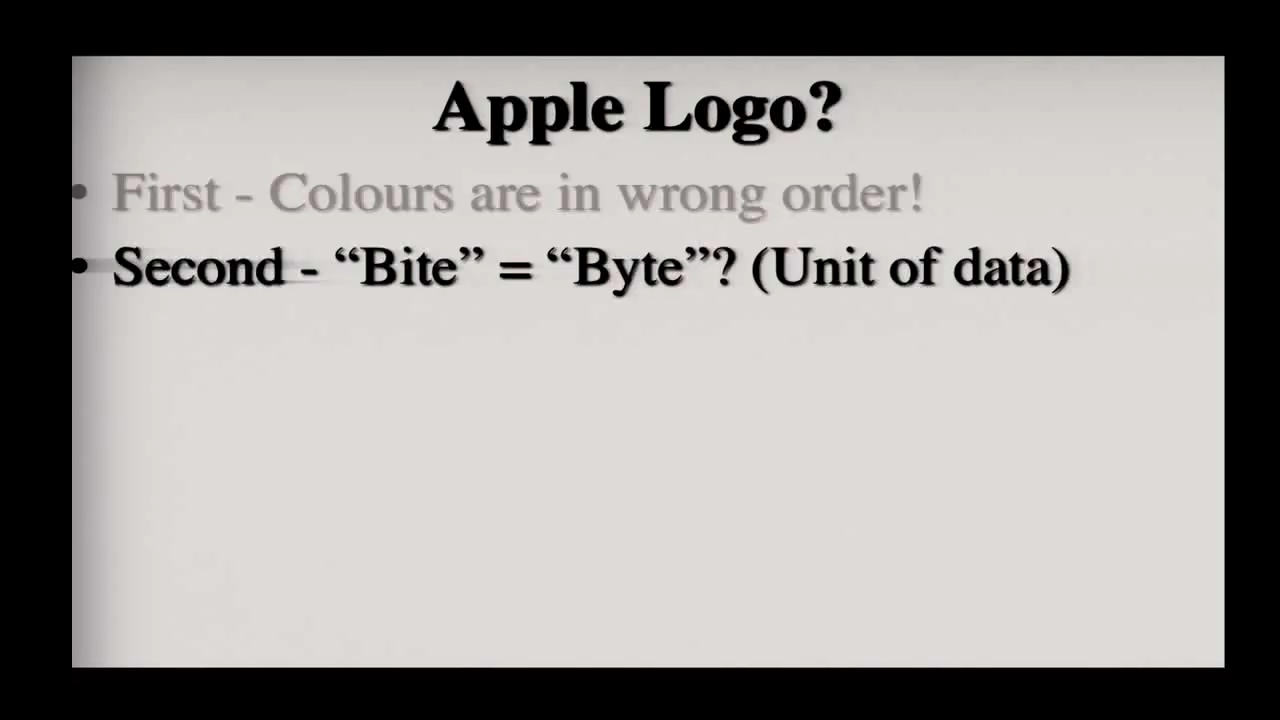 Apple Logo?
• First - Colours are in wrong order!
• Second - “Bite” = “Byte”? (Unit of data)